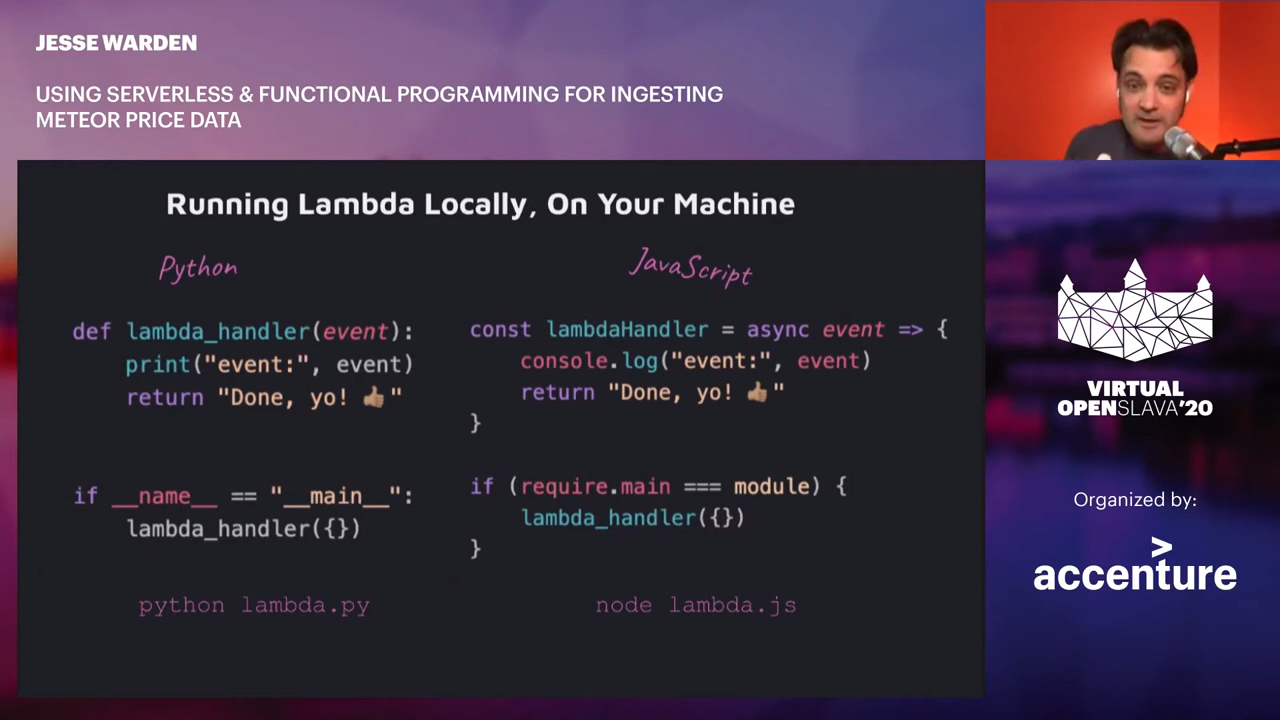 JESSE WARDEN
USING SERVERLESS & FUNCTIONAL PROGRAMMING FOR INGESTING
METEOR PRICE DATA
Running Lambda Locally, On Your Machine
Python
def lambda_handler(event):
    print("event:", event)
    return "Done, yo! 👍🏽"
if __name__ == "__main__":
    lambda_handler({})
python lambda.py
JavaScript
const lambdaHandler = async event => {
    console.log("event:", event)
    return "Done, yo! 👍🏽"
}
if (require.main === module) {
    lambda_handler({})
}
node lambda.js
VIRTUAL
OPENSLAVA'20
Organized by:
accenture